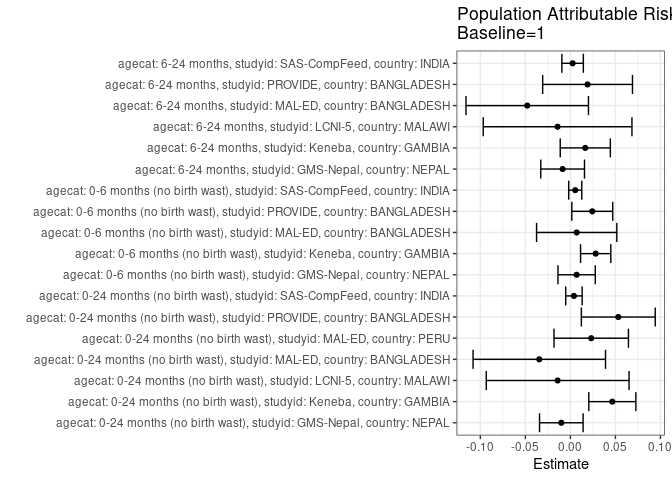 Population Attributable Risk
Baseline=1
agecat: 6-24 months, studyid: SAS-CompFeed, country: INDIA
agecat: 6-24 months, studyid: PROVIDE, country: BANGLADESH
agecat: 6-24 months, studyid: MAL-ED, country: BANGLADESH
agecat: 6-24 months, studyid: LCNI-5, country: MALAWI
agecat: 6-24 months, studyid: Keneba, country: GAMBIA
agecat: 6-24 months, studyid: GMS-Nepal, country: NEPAL
agecat: 0-6 months (no birth wast), studyid: SAS-CompFeed, country: INDIA
agecat: 0-6 months (no birth wast), studyid: PROVIDE, country: BANGLADESH
agecat: 0-6 months (no birth wast), studyid: MAL-ED, country: BANGLADESH
agecat: 0-6 months (no birth wast), studyid: Keneba, country: GAMBIA
agecat: 0-6 months (no birth wast), studyid: GMS-Nepal, country: NEPAL
agecat: 0-24 months (no birth wast), studyid: SAS-CompFeed, country: INDIA
agecat: 0-24 months (no birth wast), studyid: PROVIDE, country: BANGLADESH
agecat: 0-24 months (no birth wast), studyid: MAL-ED, country: PERU
agecat: 0-24 months (no birth wast), studyid: MAL-ED, country: BANGLADESH
agecat: 0-24 months (no birth wast), studyid: LCNI-5, country: MALAWI
agecat: 0-24 months (no birth wast), studyid: Keneba, country: GAMBIA
agecat: 0-24 months (no birth wast), studyid: GMS-Nepal, country: NEPAL
-0.10 -0.05 0.00 0.05 0.10
Estimate